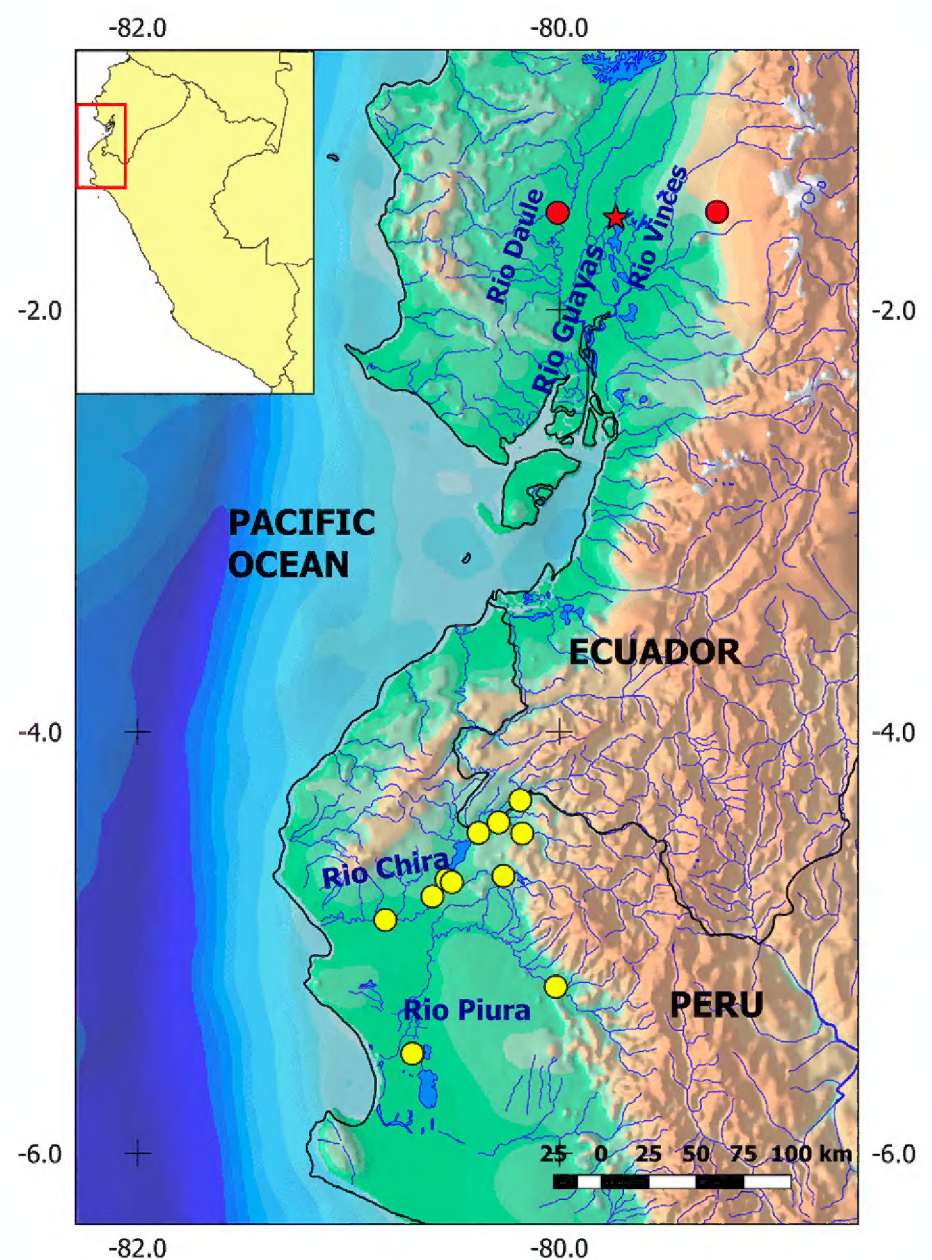 -82.0 -80.0
Rio Daule
Rio Guayas
Rio Vinčes
-2.0 -2.0
PACIFIC
OCEAN
ECUADOR
-4.0 -4.0
Rio Chira
PERU
Rio Piura
25 0 25 50 75 100 km
-6.0 -6.0
-82.0 -80.0